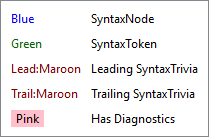 Blue SyntaxNode
Green SyntaxToken
Lead:Maroon Leading SyntaxTrivia
Trail:Maroon Trailing SyntaxTrivia
Pink Has Diagnostics